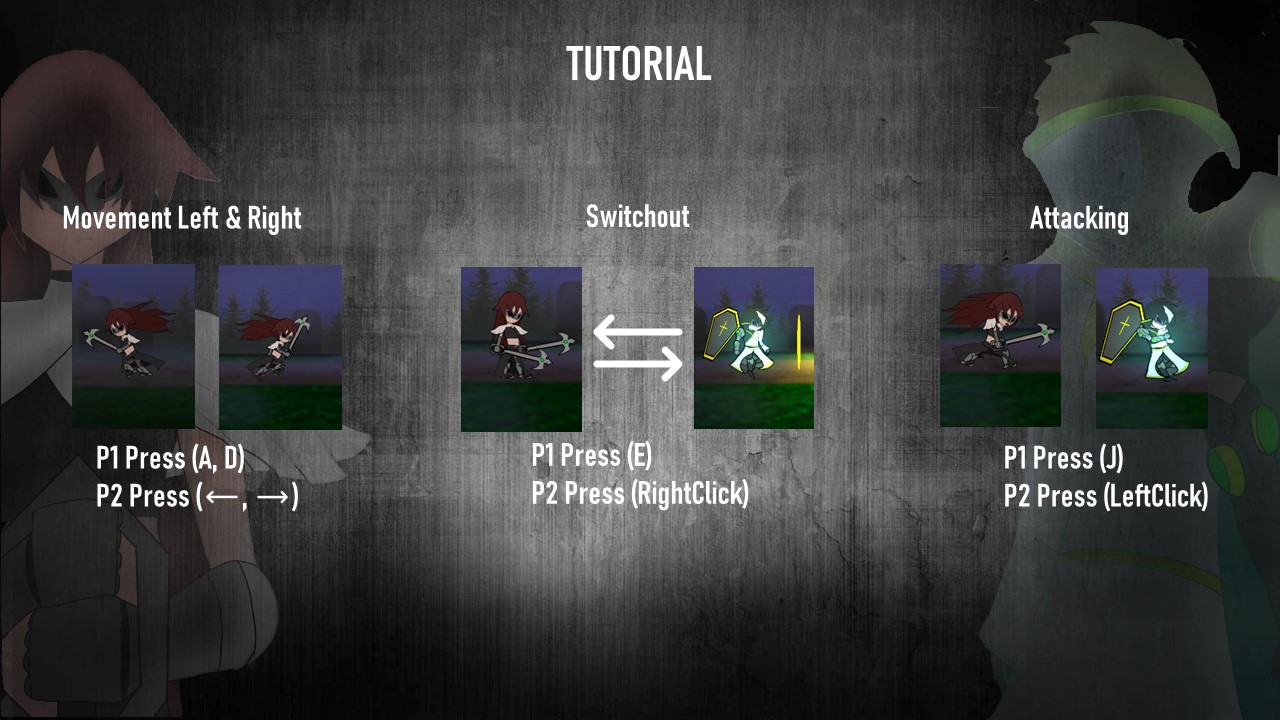 TUTORIAL
Movement Left & Right
Switchout
Attacking
P1 Press (A, D)
P2 Press (⟵, ⟶)
P1 Press (E)
P2 Press (RightClick)
P1 Press (J)
P2 Press (LeftClick)